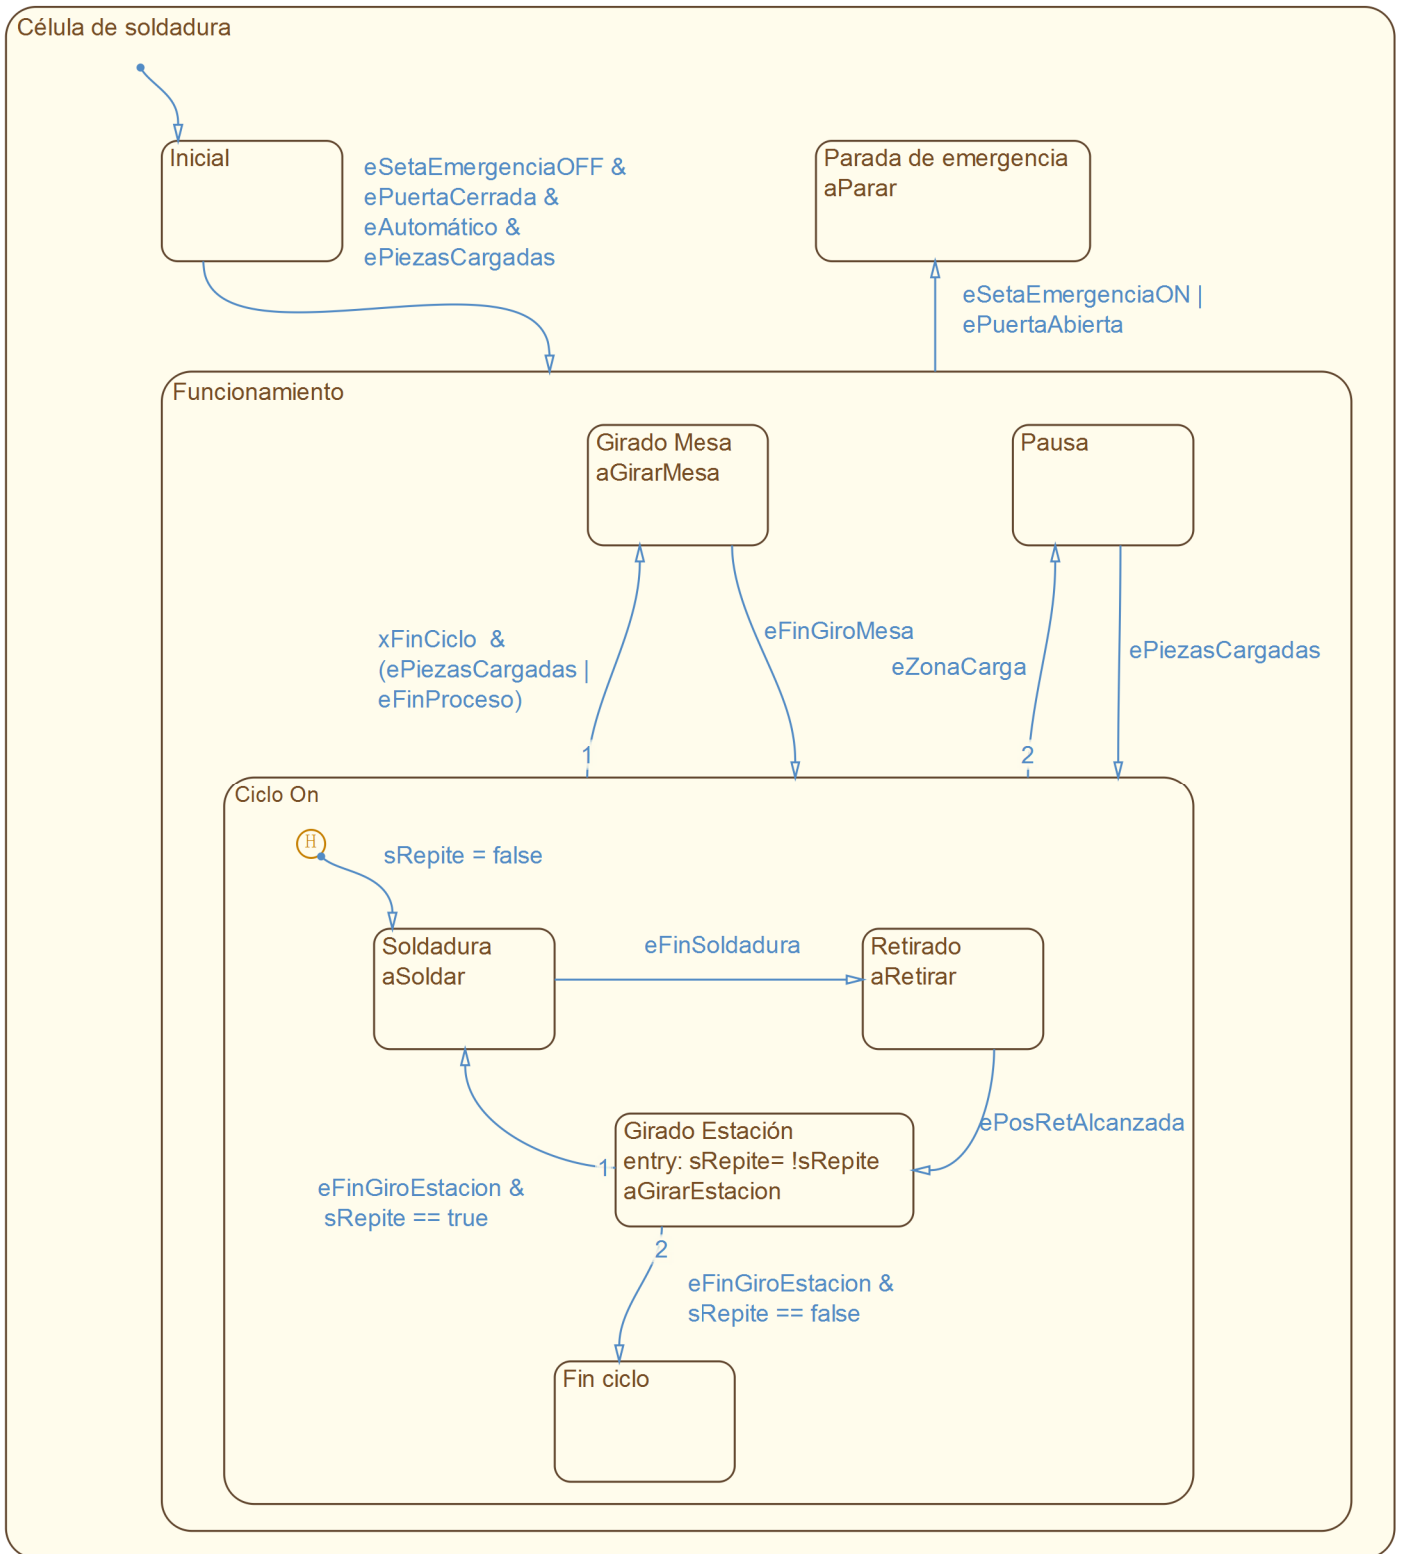 Célula de soldadura
Inicial
eSetaEmergenciaOFF &
ePuertaCerrada &
eAutomático &
ePiezasCargadas
Parada de emergencia
aParar
eSetaEmergenciaON |
ePuertaAbierta
Funcionamiento
Girado Mesa
aGirarMesa
Pausa
xFinCiclo  &
(ePiezasCargadas |
eFinProceso)
eFinGiroMesa
eZonaCarga
ePiezasCargadas
1
2
Ciclo On
H
sRepite = false
Soldadura
aSoldar
eFinSoldadura
Retirado
aRetirar
ePosRetAlcanzada
Girado Estación
entry: sRepite= !sRepite
aGirarEstacion
1
eFinGiroEstacion &
sRepite == true
2
eFinGiroEstacion &
sRepite == false
Fin ciclo